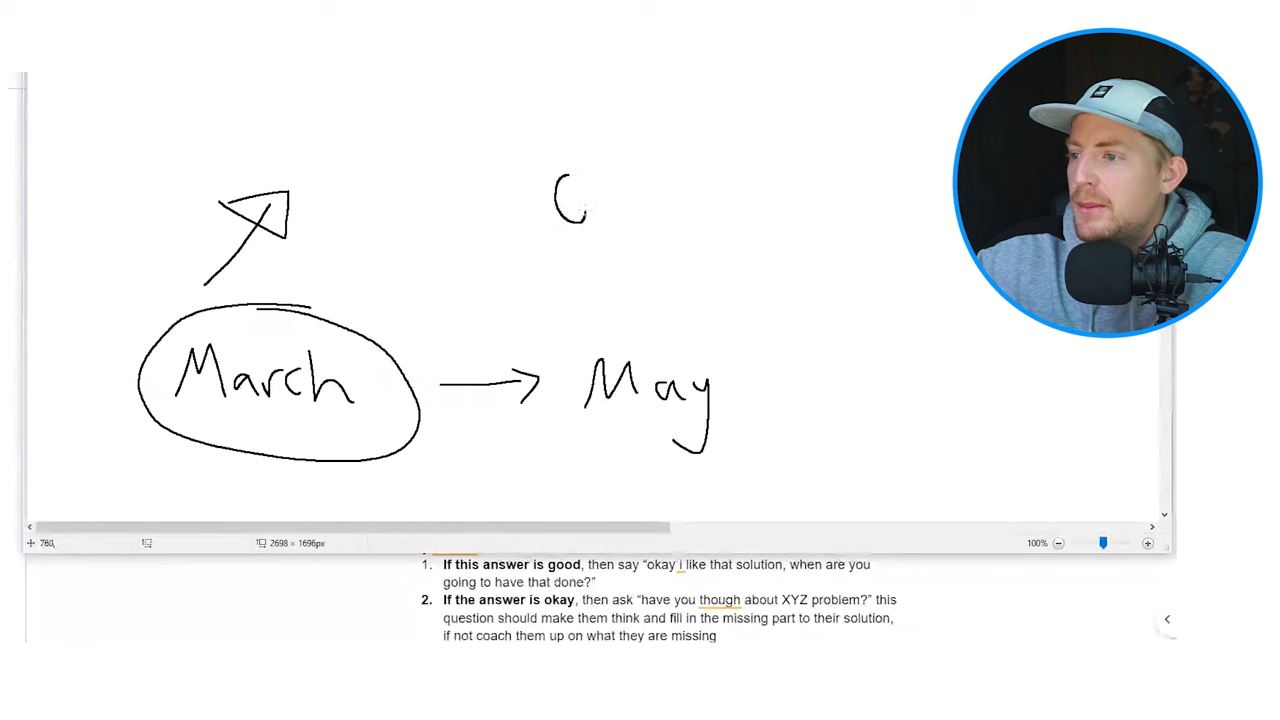 March → May
760,
2698 × 1696px
100%
1. If this answer is good, then say “okay i like that solution, when are you
going to have that done?”
2. If the answer is okay, then ask “have you though about XYZ problem?” this
question should make them think and fill in the missing part to their solution,
if not coach them up on what they are missing